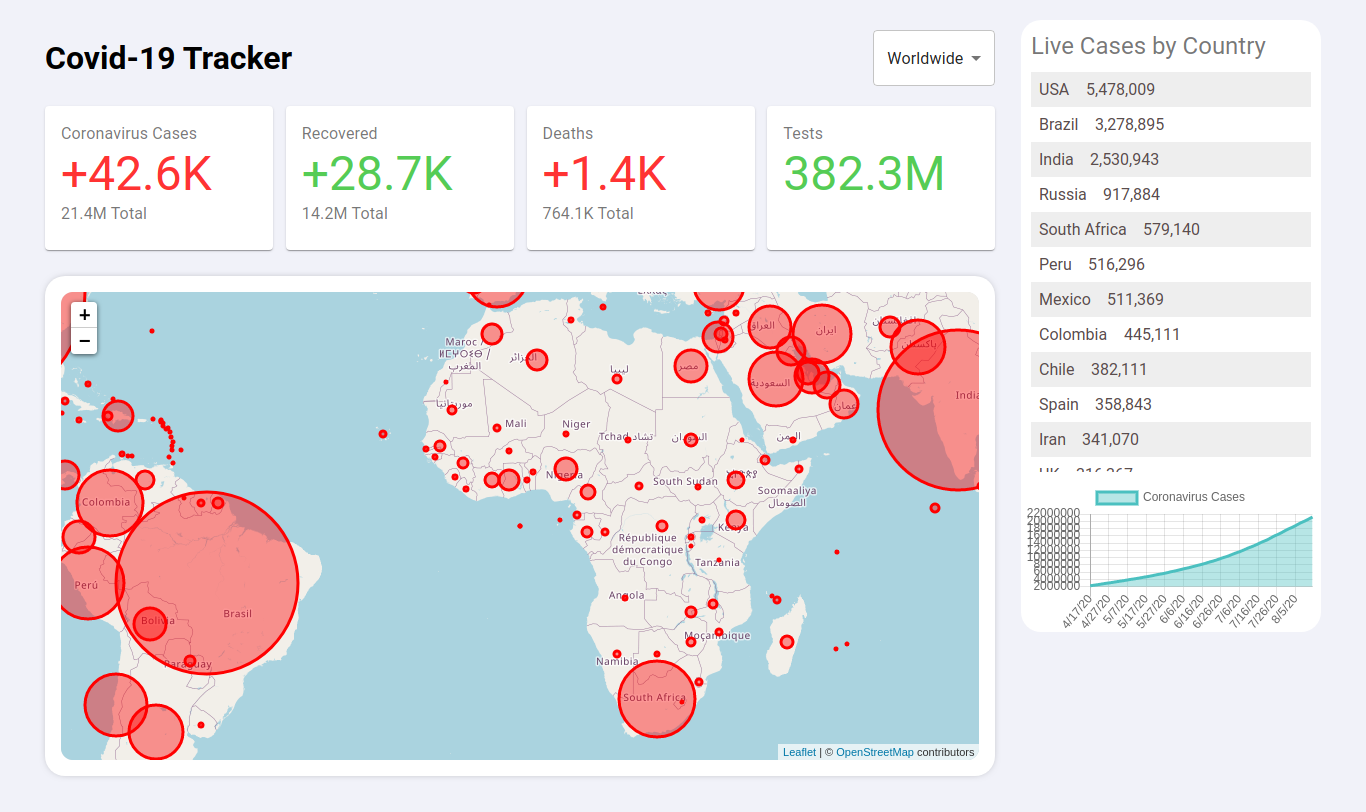 Covid-19 Tracker
Worldwide
Coronavirus Cases
+42.6K
21.4M Total
Recovered
+28.7K
14.2M Total
Deaths
+1.4K
764.1K Total
Tests
382.3M
+
−
Maroc /
ⵍⵎⵖⵔⵉⴱ /
المغرب
الجزائر
ليبيا
مصر
العراق
ايران
السعودية
عمان
پاکستان
India
موريتانيا
Mali
Niger
Tchad تشاد
السودان
اليمن
Nigeria
South Sudan
Soomaaliya
الصومال
Kenya
République
démocratique
du Congo
Tanzania
Angola
Moçambique
Namibia
South Africa
Colombia
Perú
Brasil
Bolivia
Paraguay
Leaflet | © OpenStreetMap contributors
Live Cases by Country
USA 5,478,009
Brazil 3,278,895
India 2,530,943
Russia 917,884
South Africa 579,140
Peru 516,296
Mexico 511,369
Colombia 445,111
Chile 382,111
Spain 358,843
Iran 341,070
Coronavirus Cases
22000000
20000000
18000000
16000000
14000000
12000000
10000000
8000000
6000000
4000000
2000000
4/17/20
4/27/20
5/7/20
5/17/20
5/27/20
6/6/20
6/16/20
6/26/20
7/6/20
7/16/20
7/26/20
8/5/20